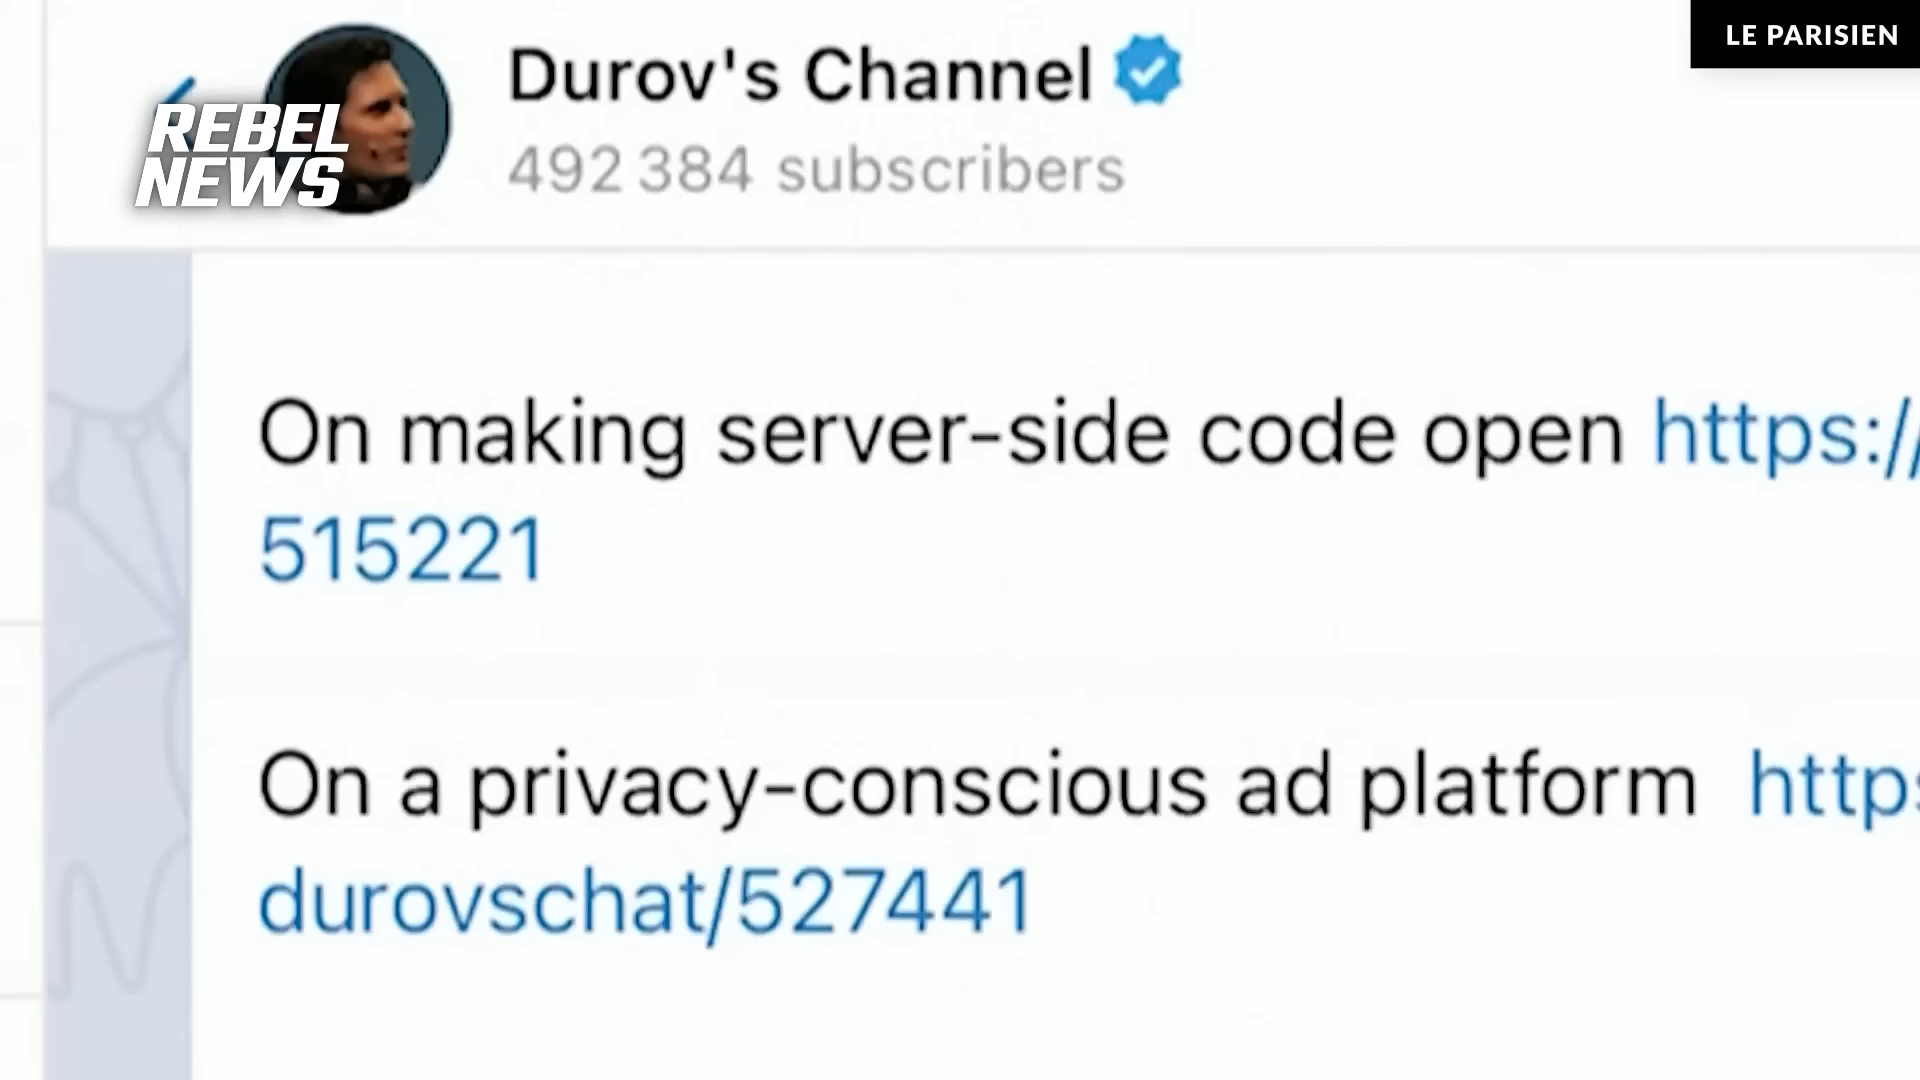 LE PARISIEN
Durov's Channel
492 384 subscribers
REBEL
NEWS
On making server-side code open https://
515221
On a privacy-conscious ad platform https
durovschat/527441